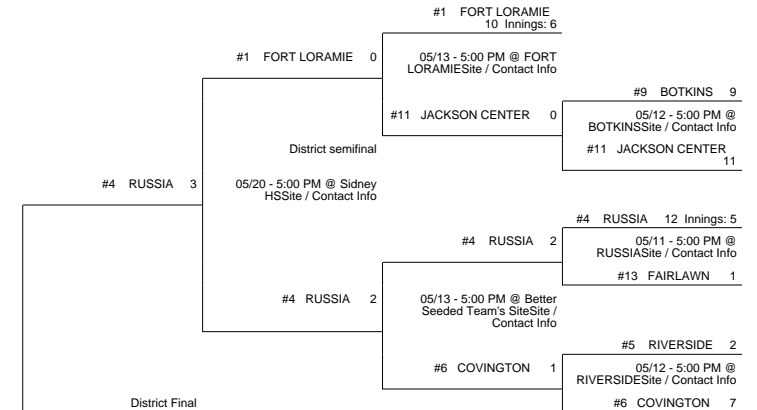 #1 FORT LORAMIE
10 Innings: 6
#1 FORT LORAMIE 0
05/13 - 5:00 PM @ FORT
LORAMIESite / Contact Info
#9 BOTKINS 9
#11 JACKSON CENTER 0
05/12 - 5:00 PM @
BOTKINSSite / Contact Info
District semifinal
#11 JACKSON CENTER
11
#4 RUSSIA 3
05/20 - 5:00 PM @ Sidney
HSSite / Contact Info
#4 RUSSIA 12 Innings: 5
#4 RUSSIA 2
05/11 - 5:00 PM @
RUSSIASite / Contact Info
#13 FAIRLAWN 1
#4 RUSSIA 2
05/13 - 5:00 PM @ Better
Seeded Team's SiteSite /
Contact Info
#5 RIVERSIDE 2
#6 COVINGTON 1
05/12 - 5:00 PM @
RIVERSIDESite / Contact Info
District Final
#6 COVINGTON 7